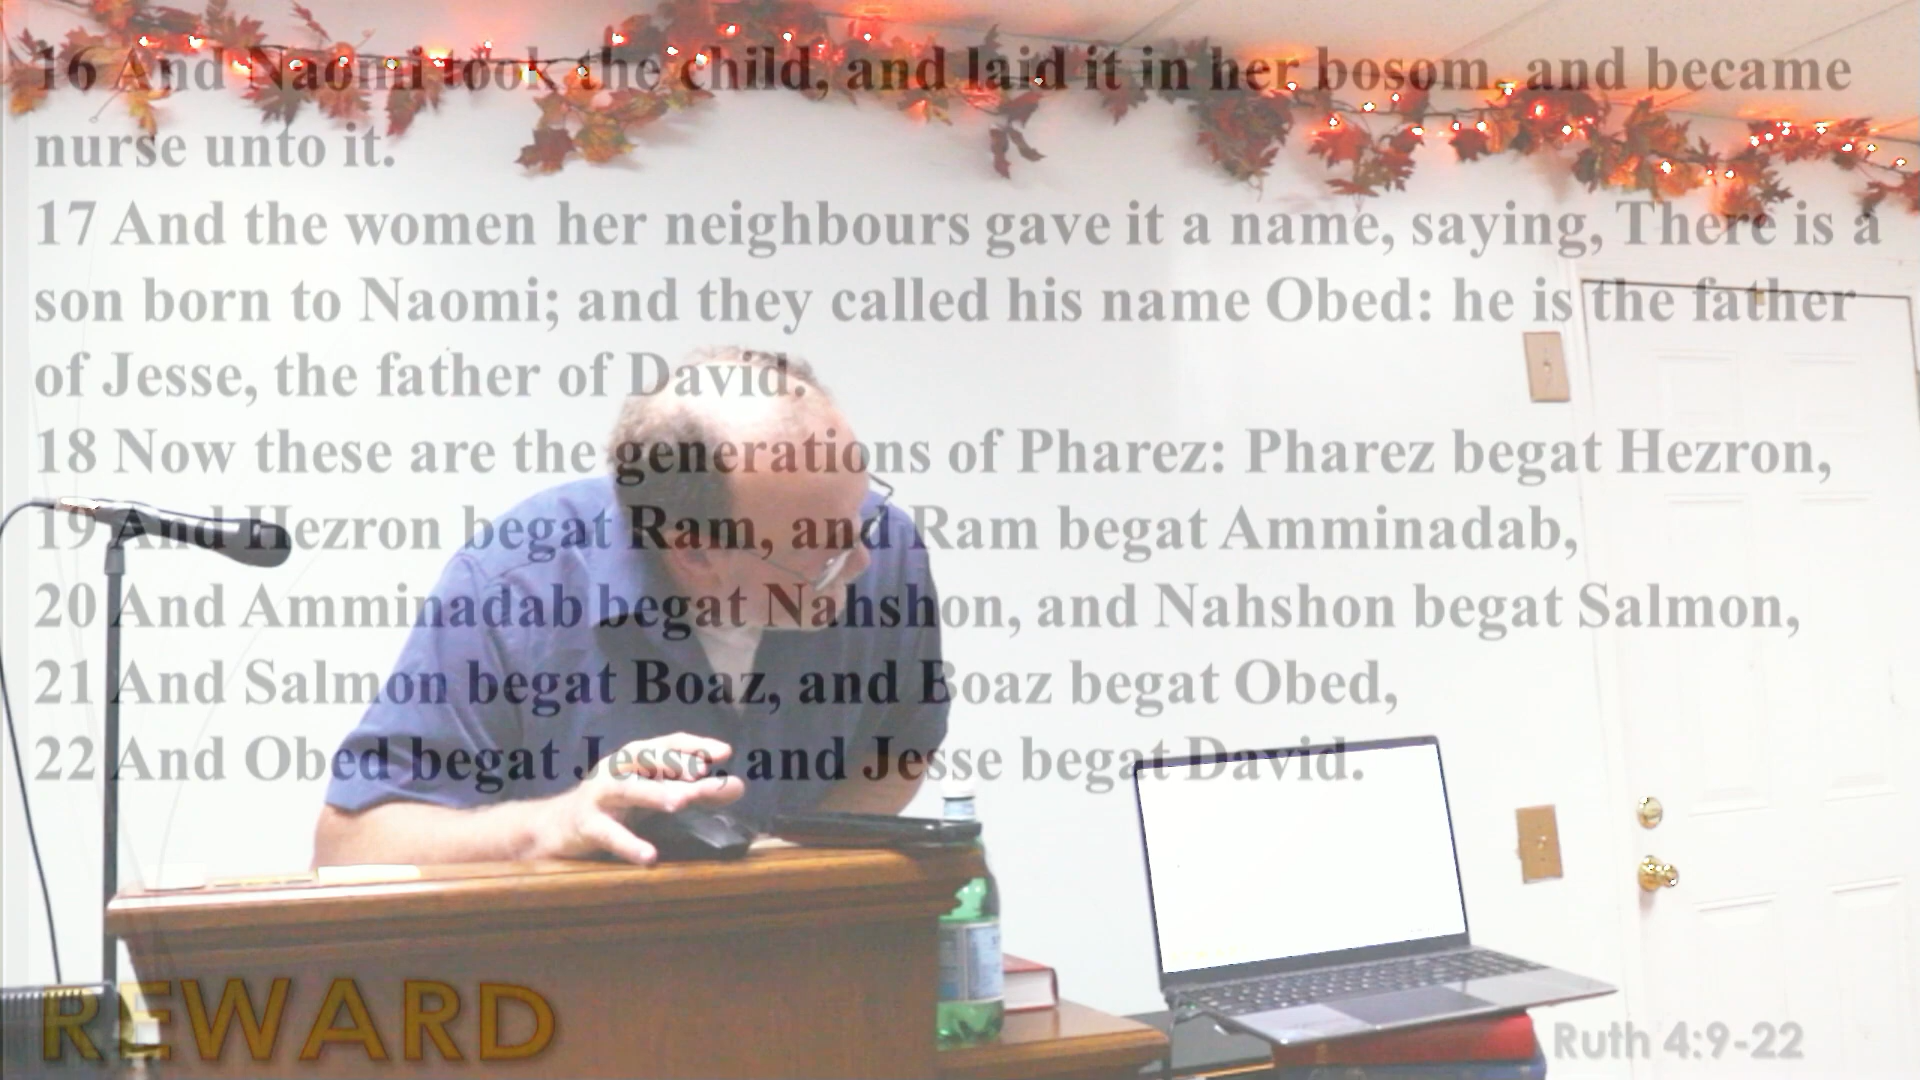 16 And Naomi took the child, and laid it in her bosom, and became
nurse unto it.
17 And the women her neighbours gave it a name, saying, There is a
son born to Naomi; and they called his name Obed: he is the father
of Jesse, the father of David.
18 Now these are the generations of Pharez: Pharez begat Hezron,
19 And Hezron begat Ram, and Ram begat Amminadab,
20 And Amminadab begat Nahshon, and Nahshon begat Salmon,
21 And Salmon begat Boaz, and Boaz begat Obed,
22 And Obed begat Jesse, and Jesse begat David.
REWARD
Ruth 4:9-22